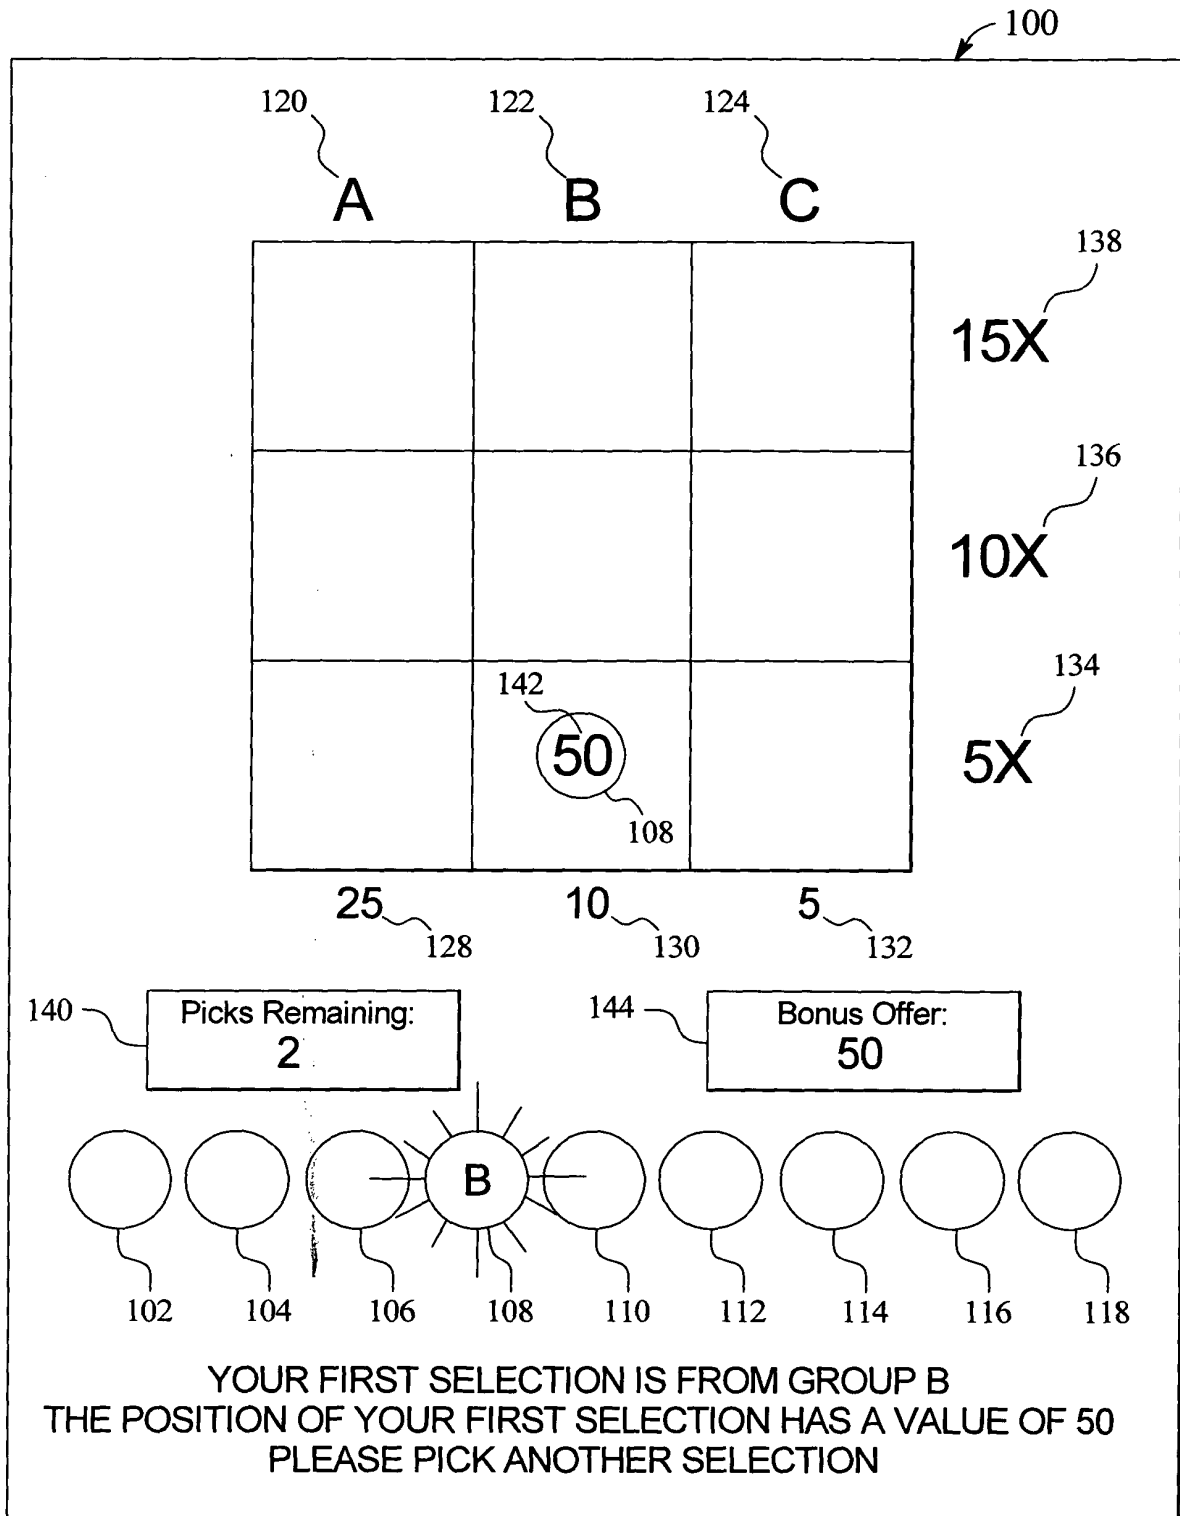 100
120 122 124
A B C
138
15X
136
10X
134
142
50
5X
108
25 10 5
128 130 132
140 Picks Remaining: 144 Bonus Offer:
2 50
B
102 104 106 108 110 112 114 116 118
YOUR FIRST SELECTION IS FROM GROUP B
THE POSITION OF YOUR FIRST SELECTION HAS A VALUE OF 50
PLEASE PICK ANOTHER SELECTION